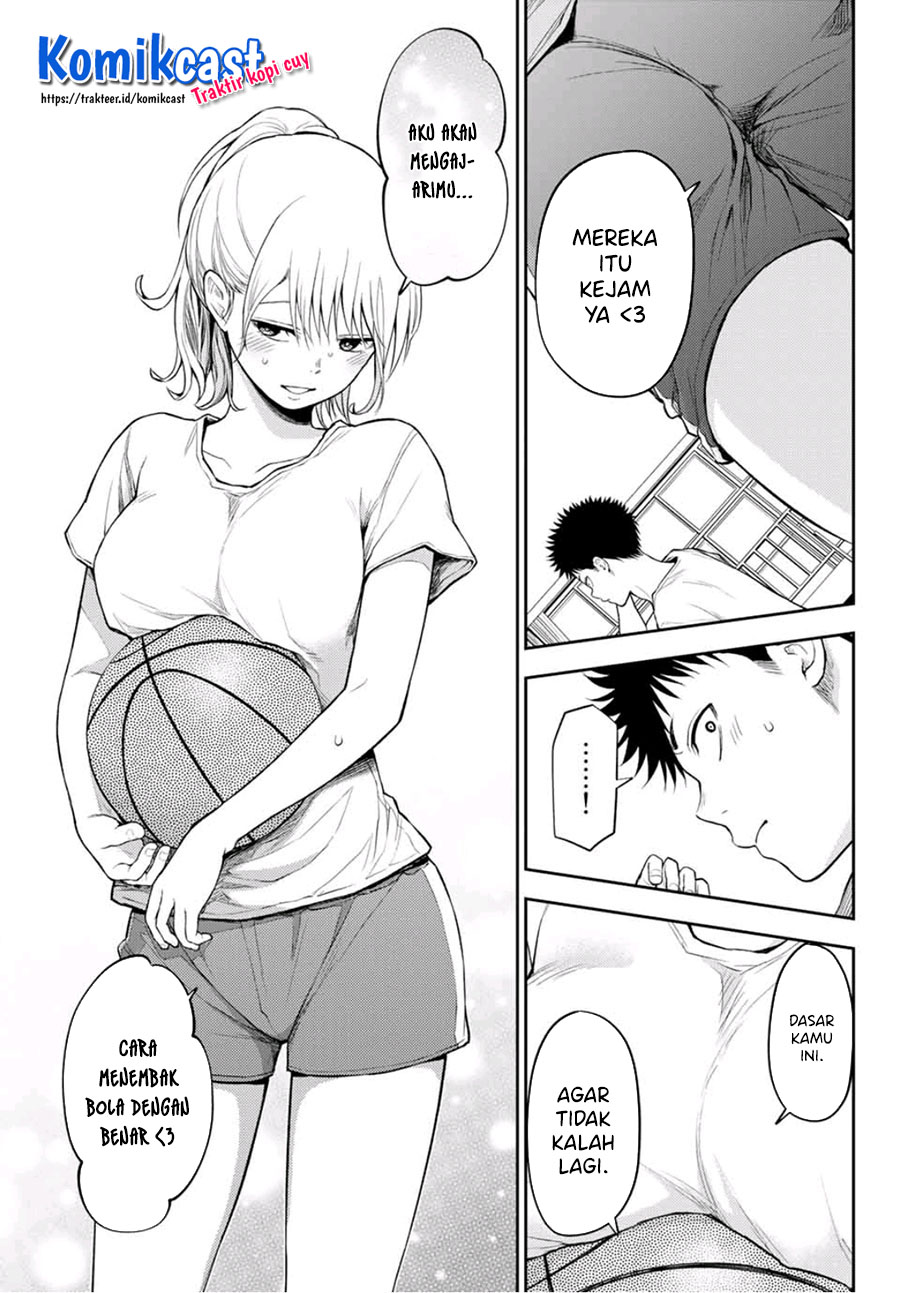 Komikcast
Traktir kopi cuy
https://trakteer.id/komikcast
MEREKA
ITU
KEJAM
YA <3
........!
DASAR
KAMU
INI.
AGAR
TIDAK
KALAH
LAGI.
AKU AKAN
MENGAJ-
ARIMU...
CARA
MENEMBAK
BOLA DENGAN
BENAR <3